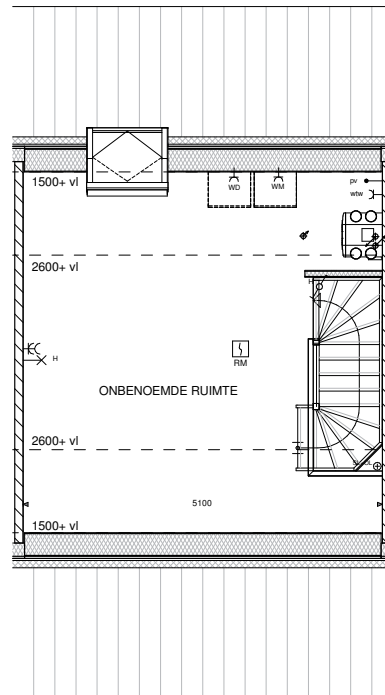 1500+ vl
WD
WM
pv
wtw
2600+ vl
H
H
RM
ONBENOEMDE RUIMTE
2600+ vl
5100
1500+ vl